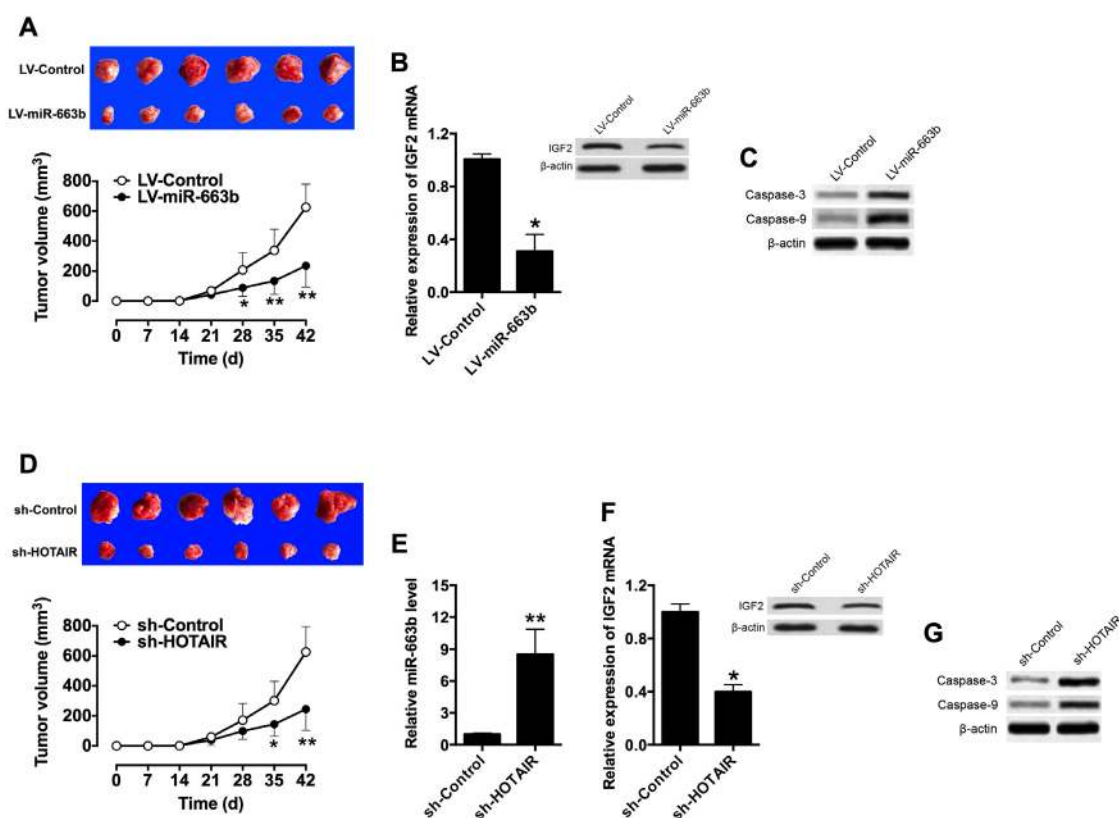 A
LV-Control
LV-miR-663b
Tumor volume (mm³)
800
600
400
200
0
LV-Control
LV-miR-663b
* ** **
0 7 14 21 28 35 42
Time (d)
B
Relative expression of IGF2 mRNA
1.2
0.8
0.4
0.0
*
LV-Control
LV-miR-663b
LV-Control
LV-miR-663b
IGF2
β-actin
C
LV-Control
LV-miR-663b
Caspase-3
Caspase-9
β-actin
D
sh-Control
sh-HOTAIR
Tumor volume (mm³)
800
600
400
200
0
sh-Control
sh-HOTAIR
* **
0 7 14 21 28 35 42
Time (d)
E
Relative miR-663b level
15
12
9
6
3
0
**
sh-Control
sh-HOTAIR
F
Relative expression of IGF2 mRNA
1.2
0.8
0.4
0.0
*
sh-Control
sh-HOTAIR
sh-Control
sh-HOTAIR
IGF2
β-actin
G
sh-Control
sh-HOTAIR
Caspase-3
Caspase-9
β-actin